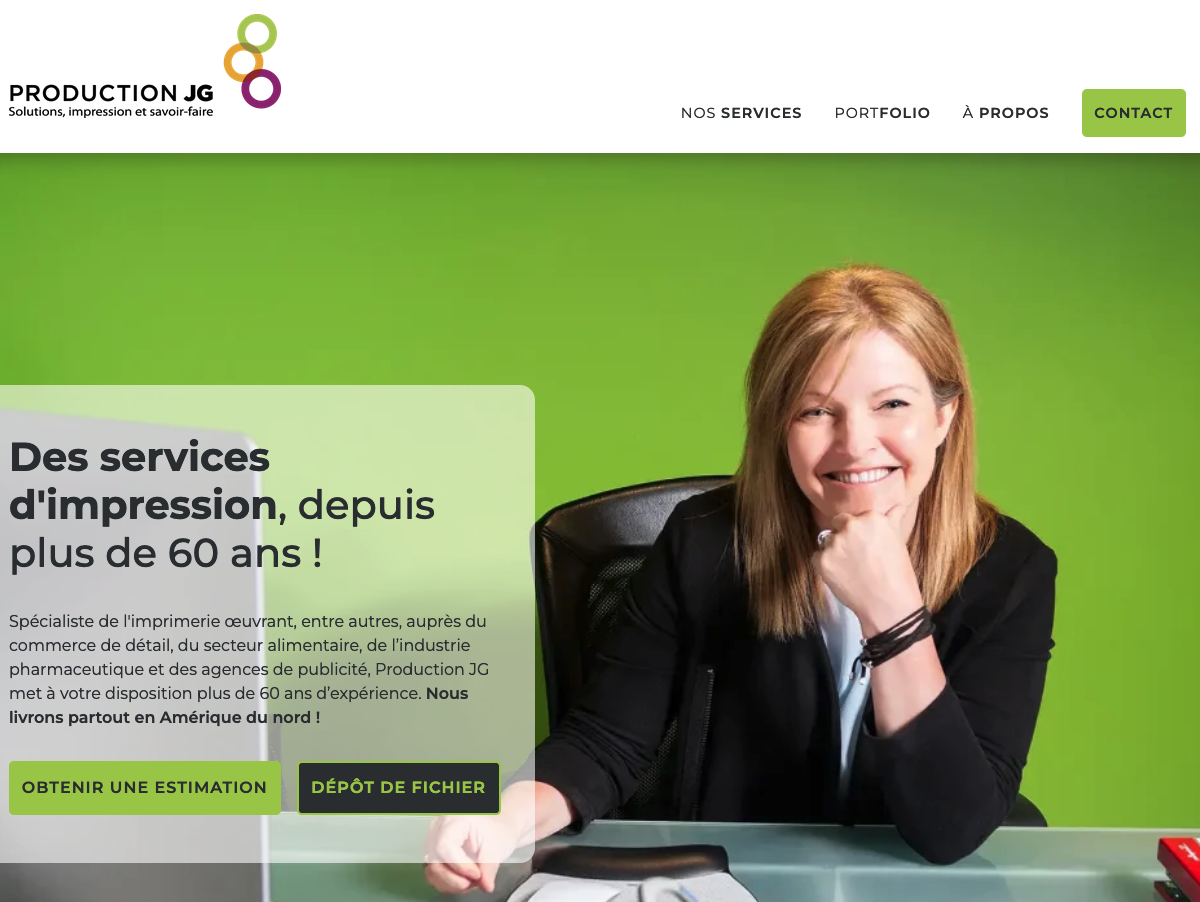 PRODUCTION JG
Solutions, impression et savoir-faire
NOS SERVICES
PORTFOLIO
À PROPOS
CONTACT
Des services
d'impression, depuis
plus de 60 ans !
Spécialiste de l'imprimerie œuvrant, entre autres, auprès du
commerce de détail, du secteur alimentaire, de l’industrie
pharmaceutique et des agences de publicité, Production JG
met à votre disposition plus de 60 ans d’expérience. Nous
livrons partout en Amérique du nord !
OBTENIR UNE ESTIMATION
DÉPÔT DE FICHIER